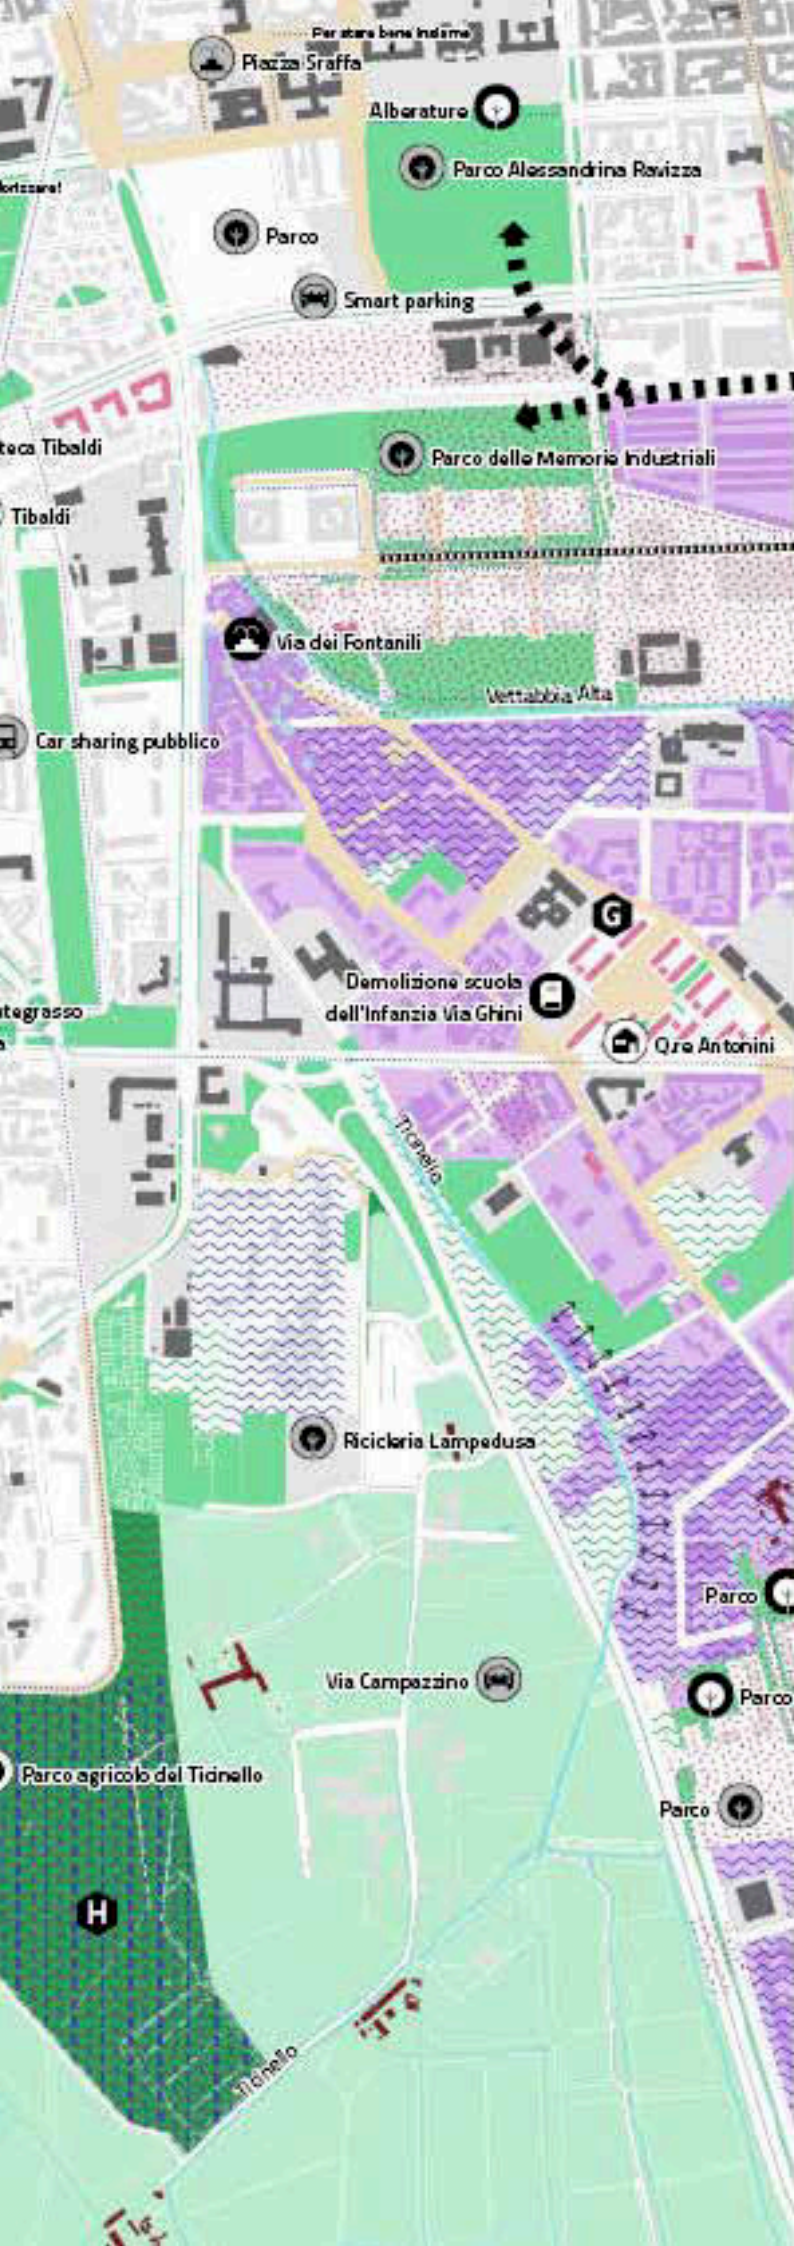 Per stare bene insieme
Piazza Sraffa
Alberature
Parco Alessandrina Ravizza
orizzare!
Parco
Smart parking
teca Tibaldi
Parco delle Memorie Industriali
Tibaldi
Via dei Fontanili
Vettabbia Alta
Car sharing pubblico
G
Demolizione scuola
dell'Infanzia Via Ghini
ntegrasso
a
Q.re Antonini
Ticinello
Ricicleria Lampedusa
Parco
Via Campazzino
Parco
Parco agricolo del Ticinello
Parco
H
Ticinello